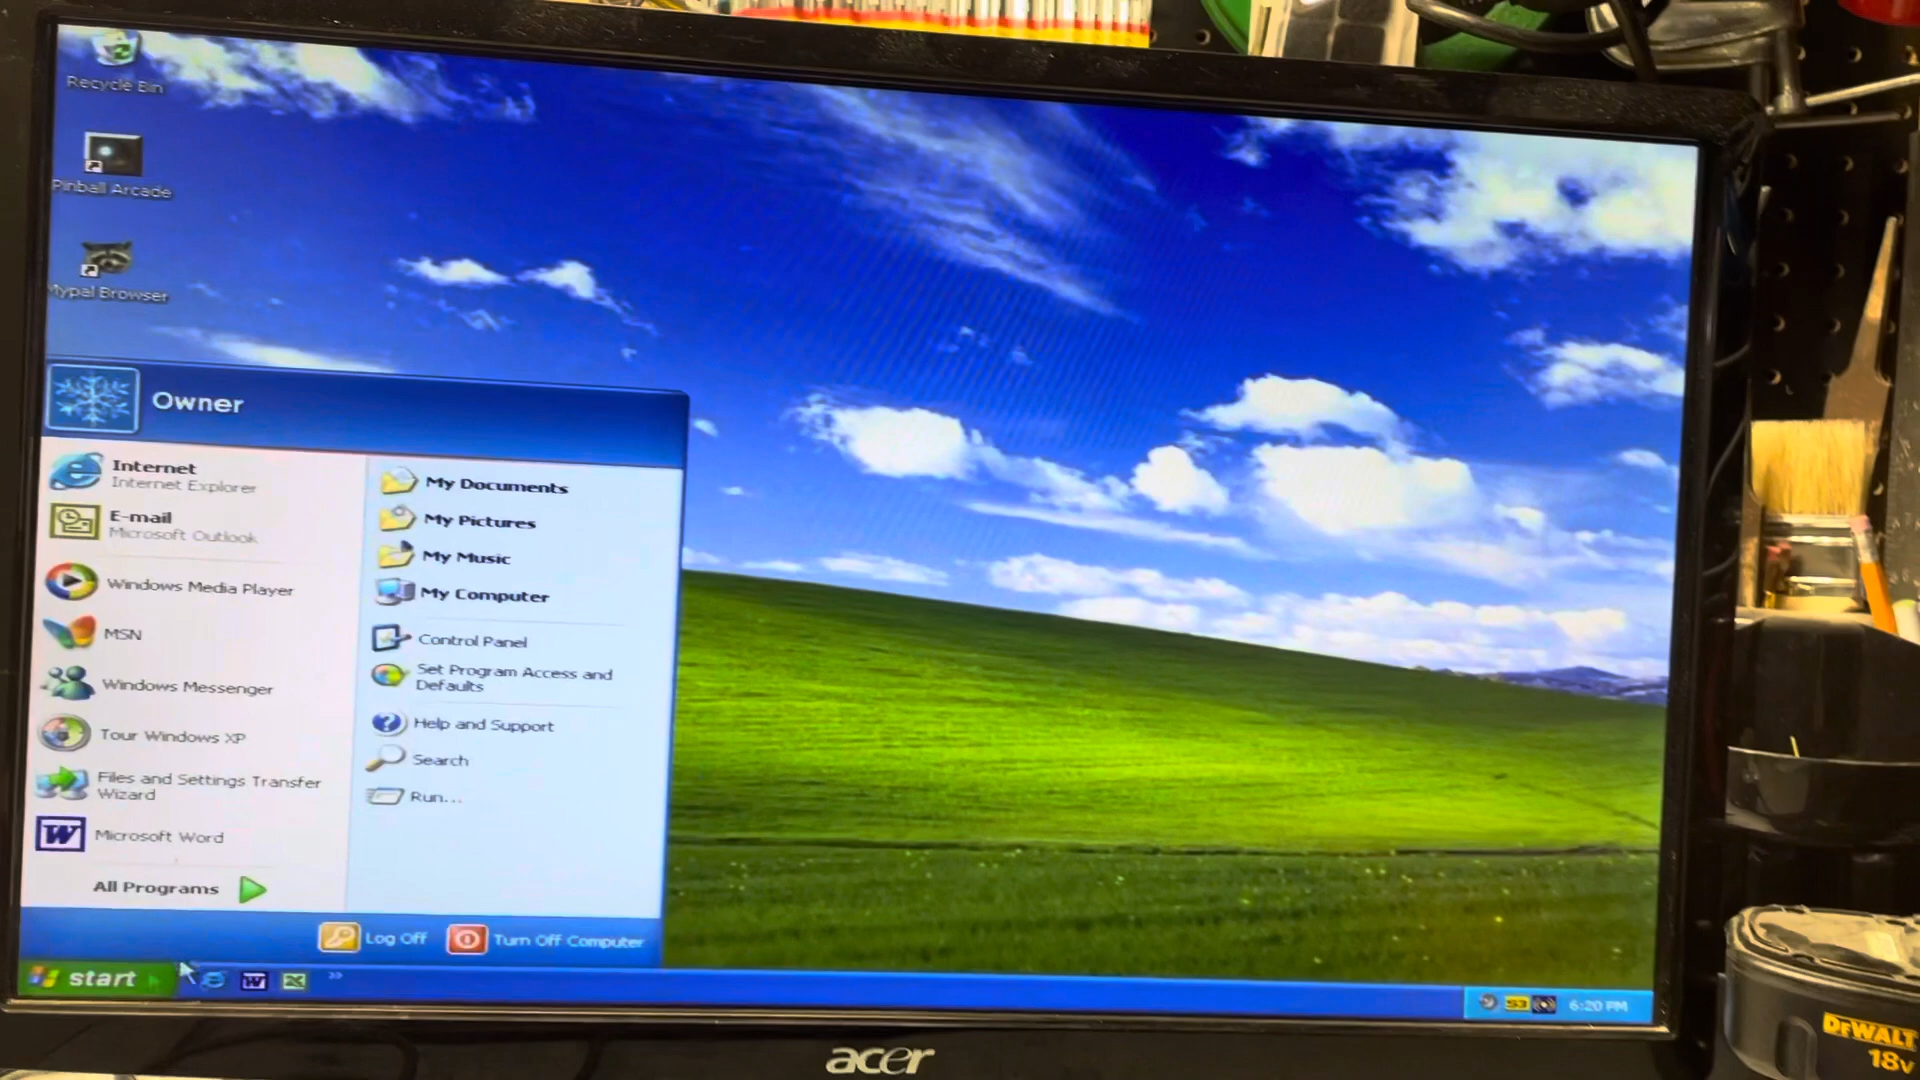 Recycle Bin
Pinball Arcade
Mypal Browser
Owner
Internet
Internet Explorer
E-mail
Microsoft Outlook
Windows Media Player
MSN
Windows Messenger
Tour Windows XP
Files and Settings Transfer
Wizard
Microsoft Word
All Programs
My Documents
My Pictures
My Music
My Computer
Control Panel
Set Program Access and
Defaults
Help and Support
Search
Run...
Log Off
Turn Off Computer
start
S3
6:20 PM
acer
DEWALT
18V